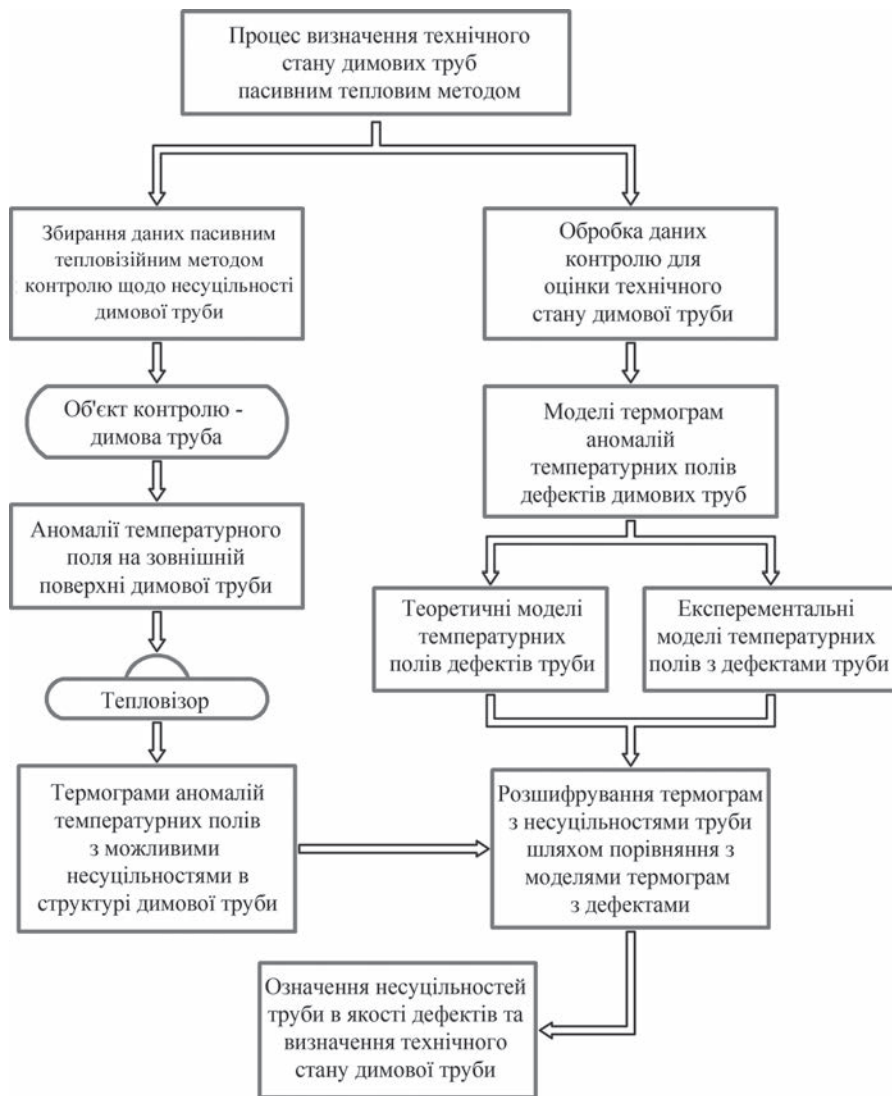 Процес визначення технічного
стану димових труб
пасивним тепловим методом
Збирання даних пасивним
тепловізійним методом
контролю щодо несуцільності
димової труби
Обробка даних
контролю для
оцінки технічного
стану димової труби
Об'єкт контролю -
димова труба
Моделі термограм
аномалій
температурних полів
дефектів димових труб
Аномалії температурного
поля на зовнішній
поверхні димової труби
Теоретичні моделі
температурних
полів дефектів труби
Експерементальні
моделі температурних
полів з дефектами труби
Тепловізор
Термограми аномалій
температурних полів
з можливими
несуцільностями в
структурі димової труби
Розшифрування термограм
з несуцільностями труби
шляхом порівняння з
моделями термограм
з дефектами
Означення несуцільностей
труби в якості дефектів та
визначення технічного
стану димової труби